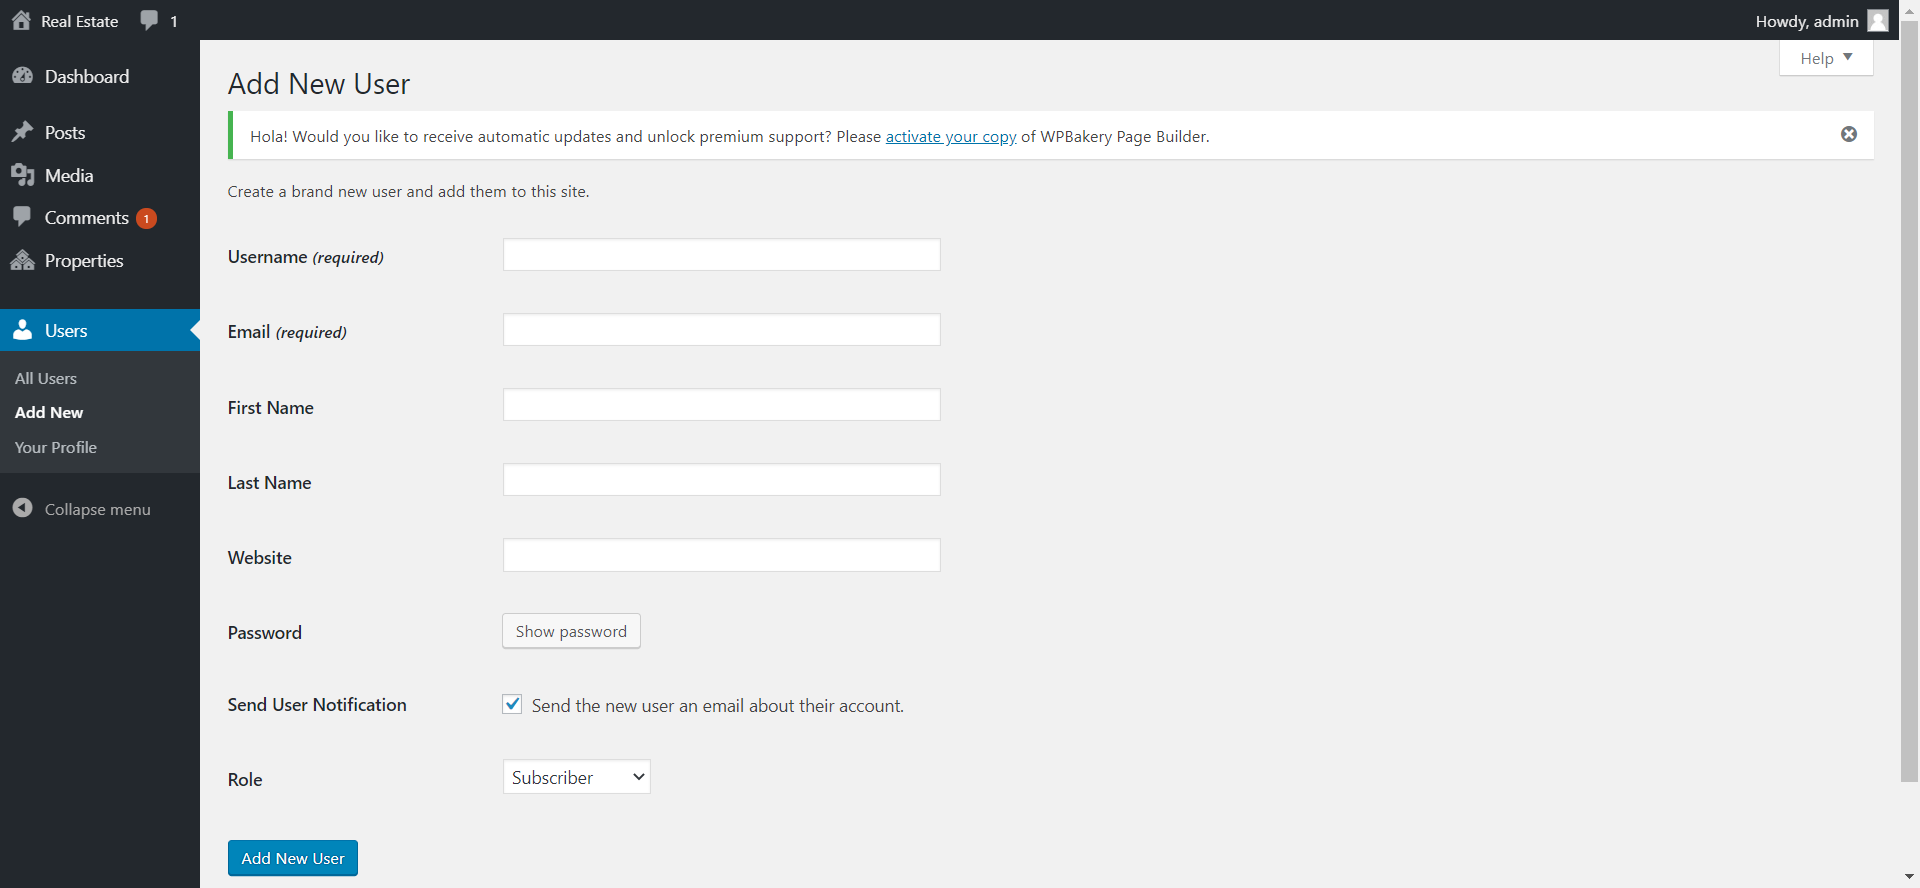 Real Estate 1
Howdy, admin
Dashboard
Posts
Media
Comments 1
Properties
Users
All Users
Add New
Your Profile
Collapse menu
Help
Add New User
Hola! Would you like to receive automatic updates and unlock premium support? Please activate your copy of WPBakery Page Builder.
Create a brand new user and add them to this site.
Username (required)
Email (required)
First Name
Last Name
Website
Password Show password
Send User Notification Send the new user an email about their account.
Role Subscriber
Add New User